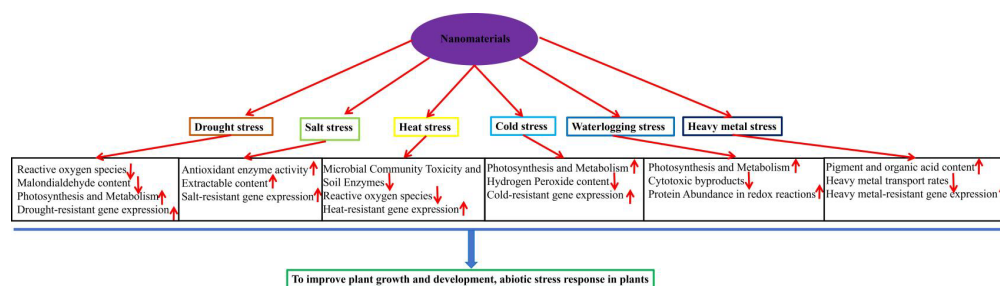 Nanomaterials
Drought stress
Salt stress
Heat stress
Cold stress
Waterlogging stress
Heavy metal stress
Reactive oxygen species
Malondialdehyde content
Photosynthesis and Metabolism
Drought-resistant gene expression
Antioxidant enzyme activity
Extractable content
Salt-resistant gene expression
Microbial Community Toxicity and
Soil Enzymes
Reactive oxygen species
Heat-resistant gene expression
Photosynthesis and Metabolism
Hydrogen Peroxide content
Cold-resistant gene expression
Photosynthesis and Metabolism
Cytotoxic byproducts
Protein Abundance in redox reactions
Pigment and organic acid content
Heavy metal transport rates
Heavy metal-resistant gene expression
To improve plant growth and development, abiotic stress response in plants